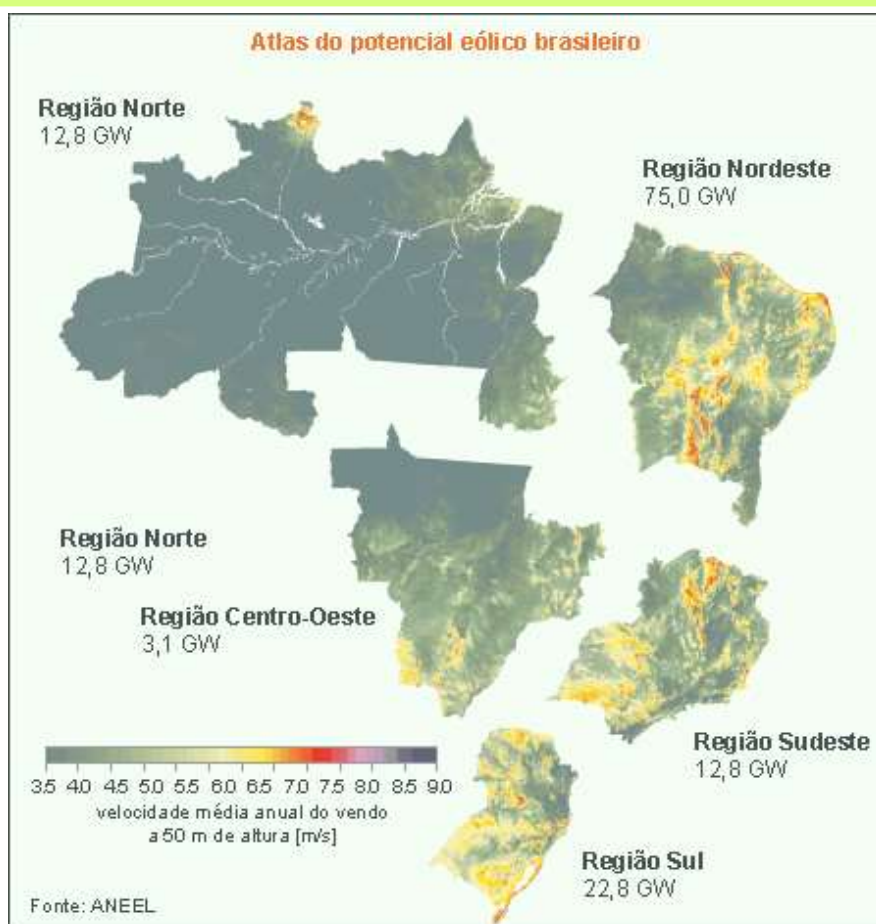 Atlas do potencial eólico brasileiro
Região Norte
12,8 GW
Região Nordeste
75,0 GW
Região Norte
12,8 GW
Região Centro-Oeste
3,1 GW
Região Sudeste
12,8 GW
Região Sul
22,8 GW
3.5 4.0 4.5 5.0 5.5 6.0 6.5 7.0 7.5 8.0 8.5 9.0
velocidade média anual do vendo
a 50 m de altura [m/s]
Fonte: ANEEL